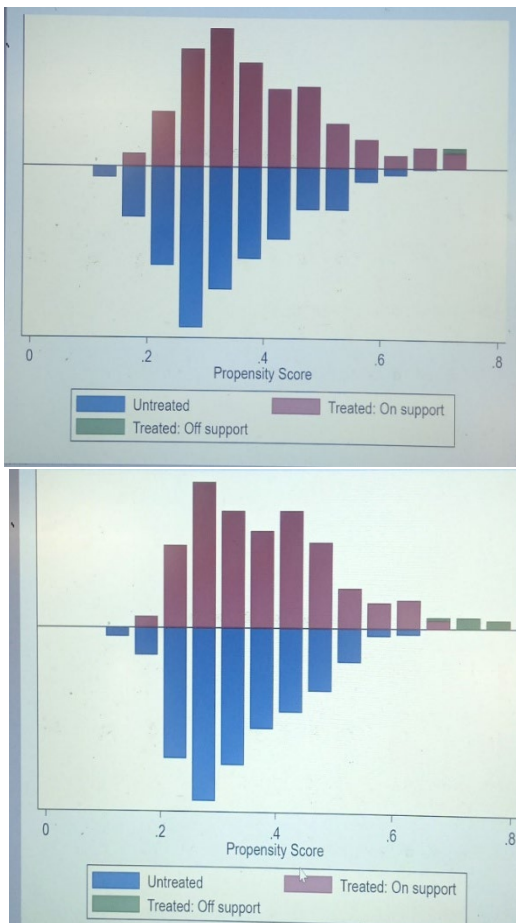 0 .2 .4 .6 .8
Propensity Score
Untreated Treated: On support
Treated: Off support
0 .2 .4 .6 .8
Propensity Score
Untreated Treated: On support
Treated: Off support